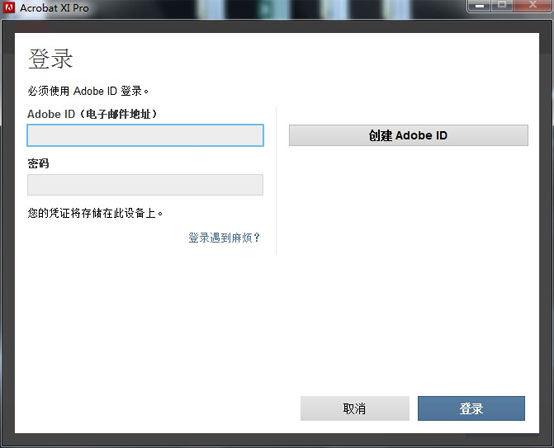 Acrobat XI Pro
登录
必须使用 Adobe ID 登录。
Adobe ID（电子邮件地址）
创建 Adobe ID
密码
您的凭证将存储在此设备上。
登录遇到麻烦?
取消
登录